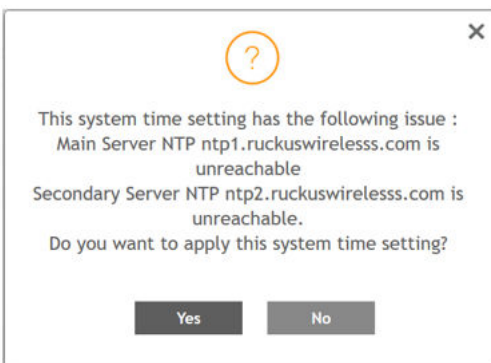 ?
This system time setting has the following issue :
Main Server NTP ntp1.ruckuswirelesss.com is
unreachable
Secondary Server NTP ntp2.ruckuswirelesss.com is
unreachable.
Do you want to apply this system time setting?
Yes No